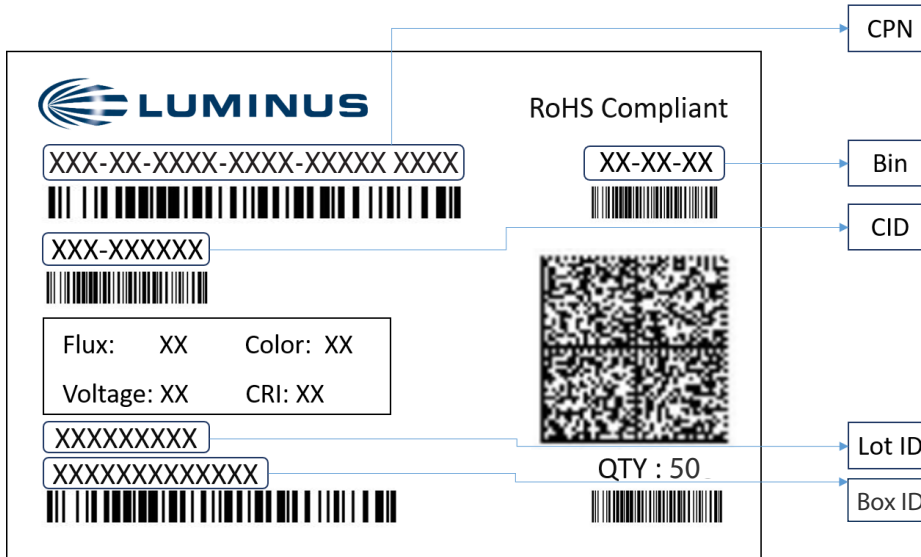 CPN
LUMINUS
RoHS Compliant
XXX-XX-XXXX-XXXX-XXXXX XXXX
XX-XX-XX
Bin
CID
XXX-XXXXXX
Flux: XX Color: XX
Voltage: XX CRI: XX
XXXXXXXXX
Lot ID
XXXXXXXXXXXXX
QTY : 50
Box ID